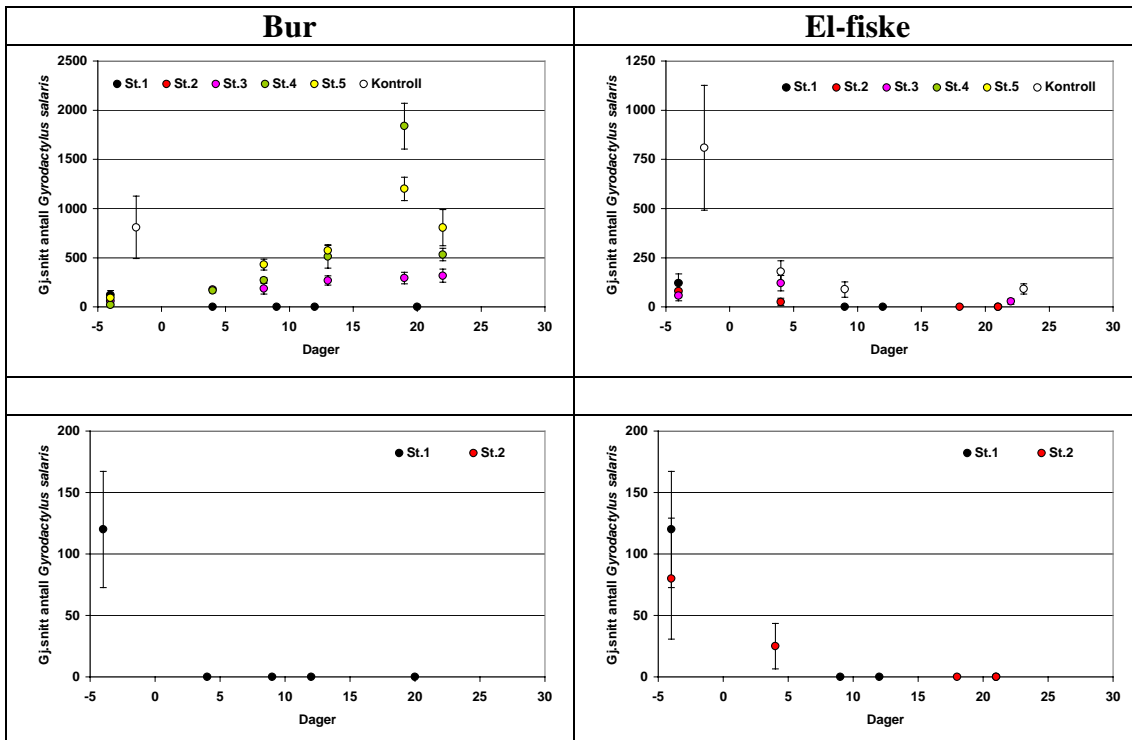 Bur
El-fiske
St.1 St.2 St.3 St.4 St.5 Kontroll
Gj.snitt antall Gyrodactylus salaris
2500
2000
1500
1000
500
0
-5 0 5 10 15 20 25 30
Dager
St.1 St.2 St.3 St.4 St.5 Kontroll
Gj.snitt antall Gyrodactylus salaris
1250
1000
750
500
250
0
-5 0 5 10 15 20 25 30
Dager
St.1 St.2
Gj.snitt antall Gyrodactylus salaris
200
150
100
50
0
-5 0 5 10 15 20 25 30
Dager
St.1 St.2
Gj.snitt antall Gyrodactylus salaris
200
150
100
50
0
-5 0 5 10 15 20 25 30
Dager